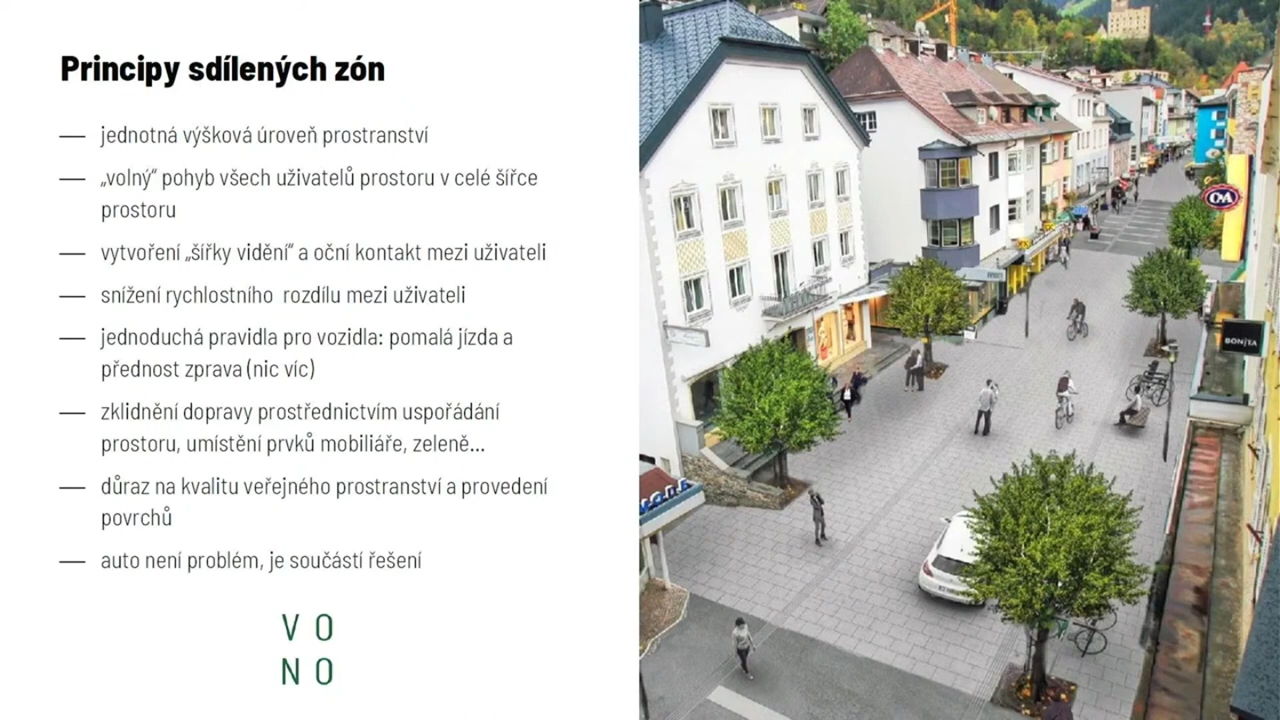 Principy sdílených zón
— jednotná výšková úroveň prostranství
— „volný“ pohyb všech uživatelů prostoru v celé šířce
prostoru
— vytvoření „šířky vidění“ a oční kontakt mezi uživateli
— snížení rychlostního rozdílu mezi uživateli
— jednoduchá pravidla pro vozidla: pomalá jízda a
přednost zprava (nic víc)
— zklidnění dopravy prostřednictvím uspořádání
prostoru, umístění prvků mobiliáře, zeleně...
— důraz na kvalitu veřejného prostranství a provedení
povrchů
— auto není problém, je součástí řešení
V O
N O
C&A
BONITA